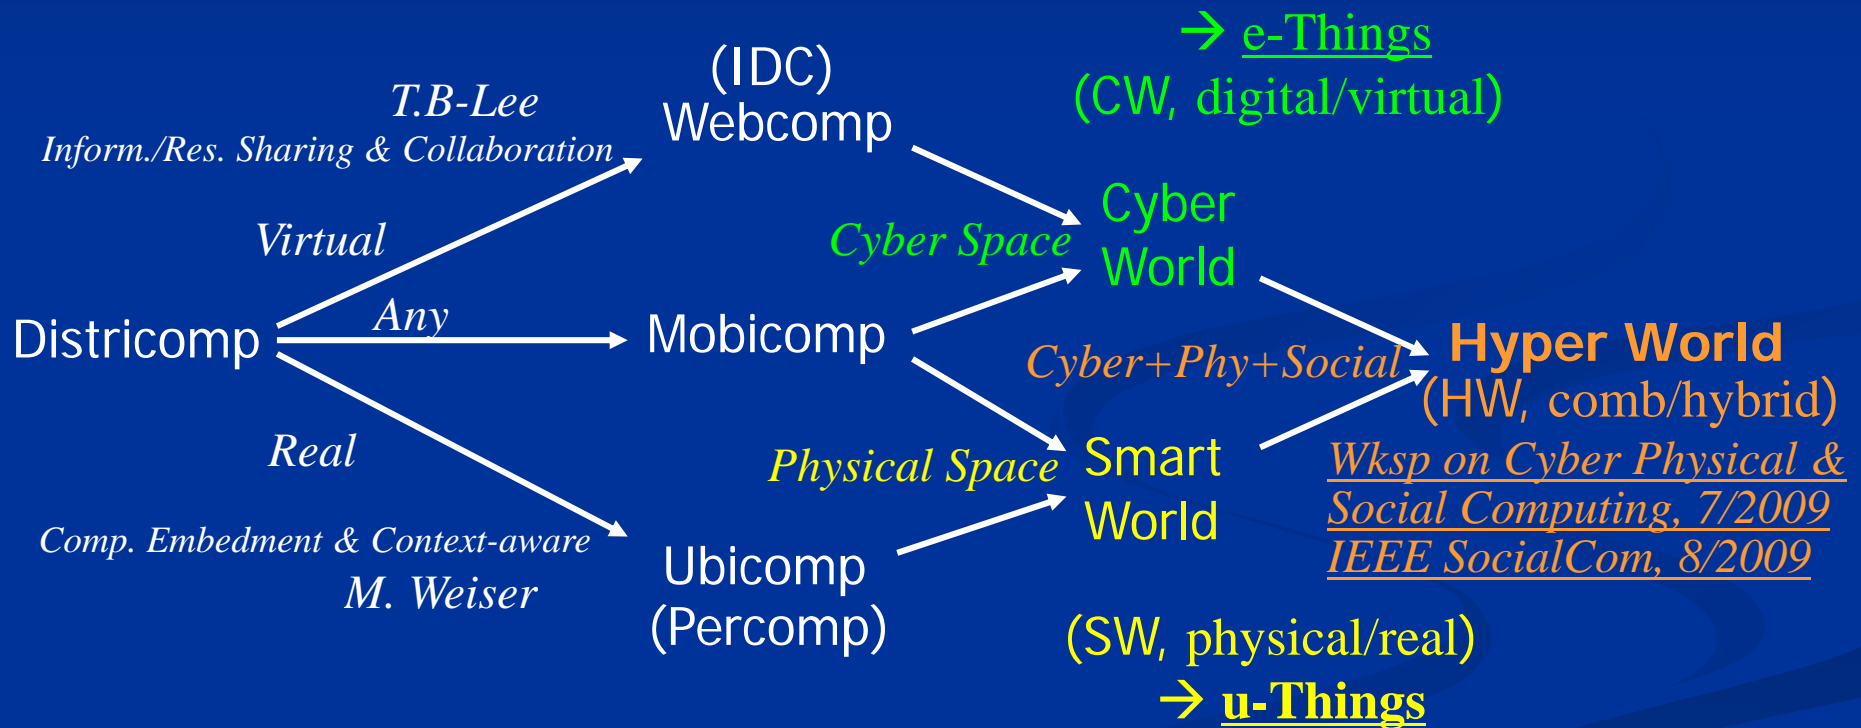 → e-Things
(CW, digital/virtual)
(IDC)
Webcomp
T.B-Lee
Inform./Res. Sharing & Collaboration
Virtual
Cyber Space
Cyber
World
Districomp
Any
Mobicomp
Cyber+Phy+Social
Hyper World
(HW, comb/hybrid)
Real
Physical Space
Smart
World
Wksp on Cyber Physical &
Social Computing, 7/2009
IEEE SocialCom, 8/2009
Comp. Embedment & Context-aware
M. Weiser
Ubicomp
(Percomp)
(SW, physical/real)
→ u-Things